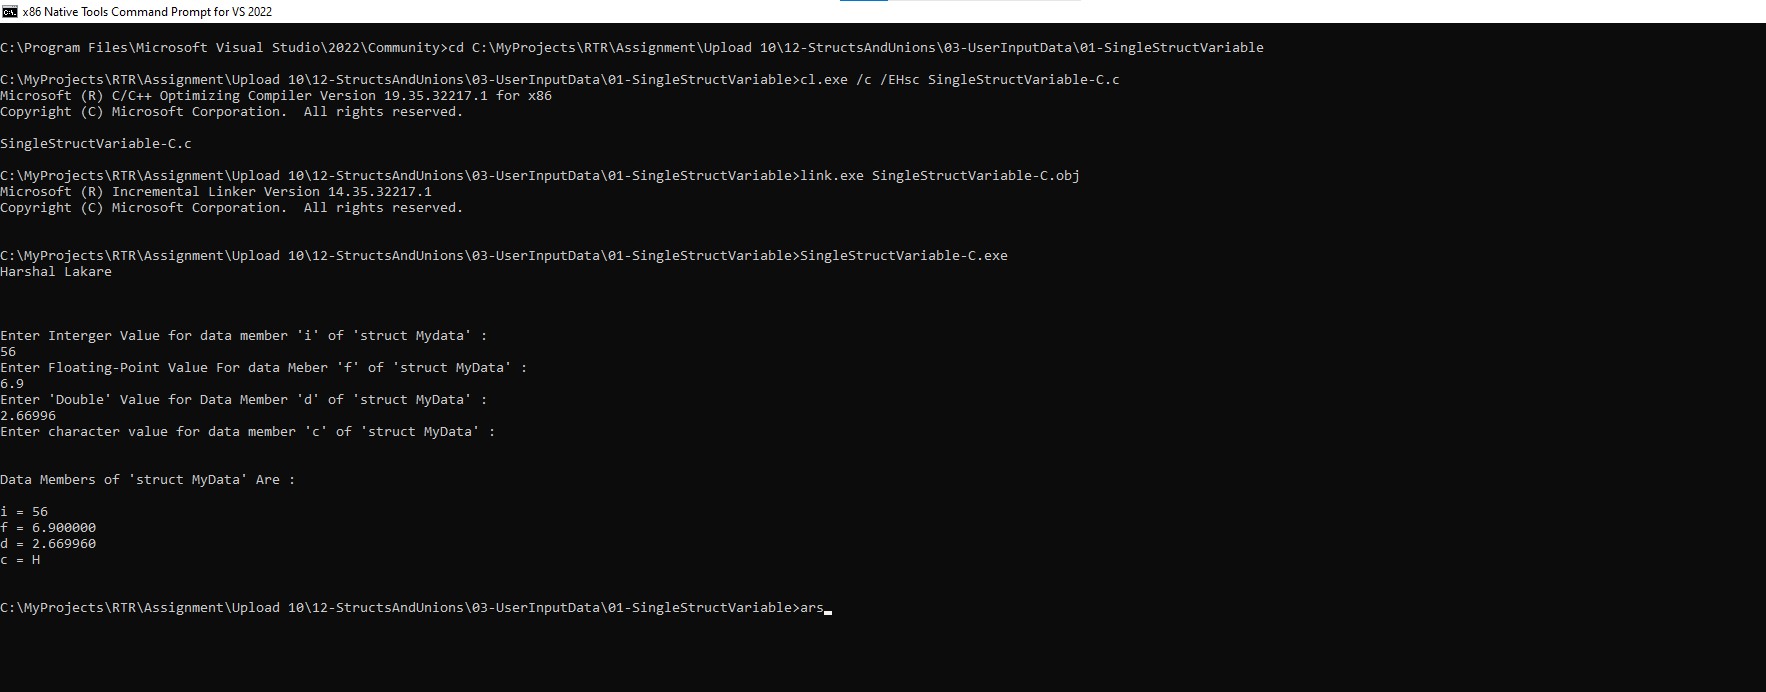 x86 Native Tools Command Prompt for VS 2022
C:\Program Files\Microsoft Visual Studio\2022\Community>cd C:\MyProjects\RTR\Assignment\Upload 10\12-StructsAndUnions\03-UserInputData\01-SingleStructVariable
C:\MyProjects\RTR\Assignment\Upload 10\12-StructsAndUnions\03-UserInputData\01-SingleStructVariable>cl.exe /c /EHsc SingleStructVariable-C.c
Microsoft (R) C/C++ Optimizing Compiler Version 19.35.32217.1 for x86
Copyright (C) Microsoft Corporation.  All rights reserved.
SingleStructVariable-C.c
C:\MyProjects\RTR\Assignment\Upload 10\12-StructsAndUnions\03-UserInputData\01-SingleStructVariable>link.exe SingleStructVariable-C.obj
Microsoft (R) Incremental Linker Version 14.35.32217.1
Copyright (C) Microsoft Corporation.  All rights reserved.
C:\MyProjects\RTR\Assignment\Upload 10\12-StructsAndUnions\03-UserInputData\01-SingleStructVariable>SingleStructVariable-C.exe
Harshal Lakare
Enter Interger Value for data member 'i' of 'struct Mydata' :
56
Enter Floating-Point Value For data Meber 'f' of 'struct MyData' :
6.9
Enter 'Double' Value for Data Member 'd' of 'struct MyData' :
2.66996
Enter character value for data member 'c' of 'struct MyData' :
Data Members of 'struct MyData' Are :
i = 56
f = 6.900000
d = 2.669960
c = H
C:\MyProjects\RTR\Assignment\Upload 10\12-StructsAndUnions\03-UserInputData\01-SingleStructVariable>ars